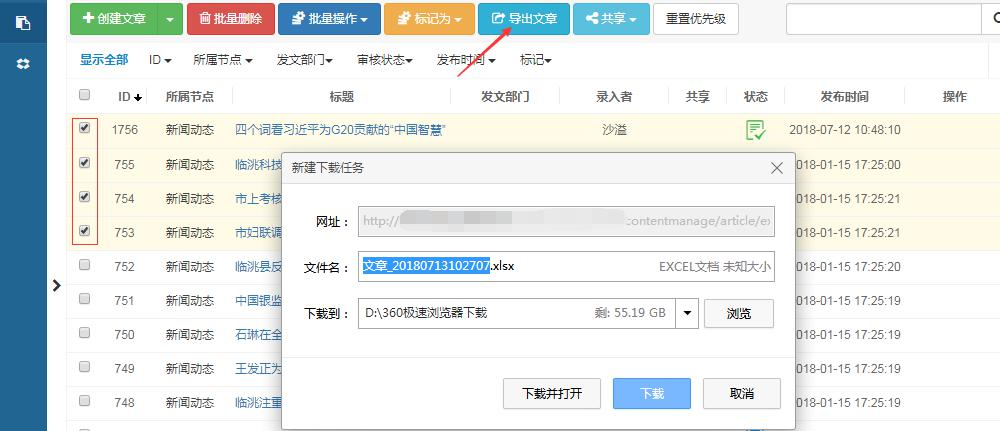 创建文章 批量删除 批量操作 标记为 导出文章 共享 重置优先级
显示全部 ID 所属节点 发文部门 审核状态 发布时间 标记
ID 所属节点 标题 发文部门 录入者 共享 状态 发布时间 操作
1756 新闻动态 四个词看习近平为G20贡献的“中国智慧” 沙溢 2018-07-12 10:48:10
755 新闻动态 临洮科技 2018-01-15 17:25:00
754 新闻动态 市上考核 2018-01-15 17:25:21
753 新闻动态 市妇联调 2018-01-15 17:25:21
752 新闻动态 临洮县反 2018-01-15 17:25:19
751 新闻动态 中国银监 2018-01-15 17:25:19
750 新闻动态 石琳在全 2018-01-15 17:25:19
749 新闻动态 王发正为 2018-01-15 17:25:19
748 新闻动态 临洮注重 2018-01-15 17:25:19
新建下载任务
网址： http:// contentmanage/article/ex
文件名： 文章_20180713102707.xlsx EXCEL文档 未知大小
下载到： D:\360极速浏览器下载 剩: 55.19 GB 浏览
下载并打开 下载 取消